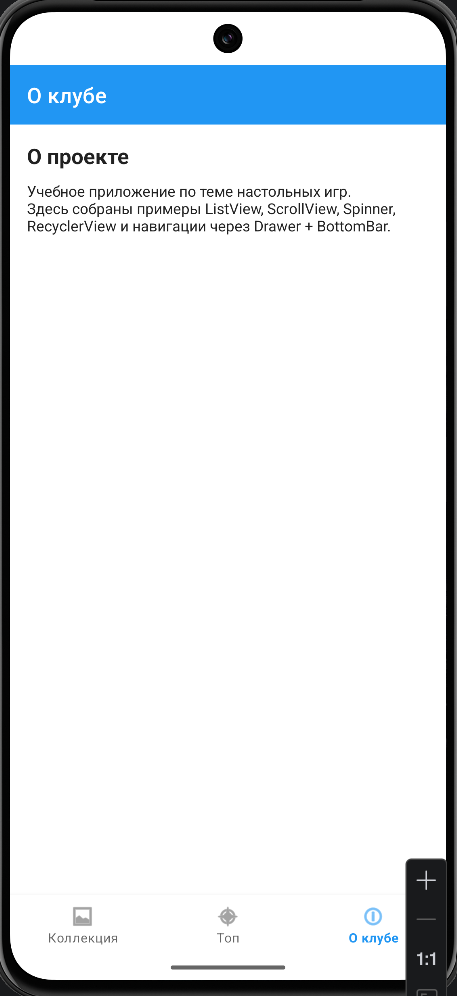 О клубе
О проекте
Учебное приложение по теме настольных игр.
Здесь собраны примеры ListView, ScrollView, Spinner,
RecyclerView и навигации через Drawer + BottomBar.
Коллекция
Топ
О клубе
1:1